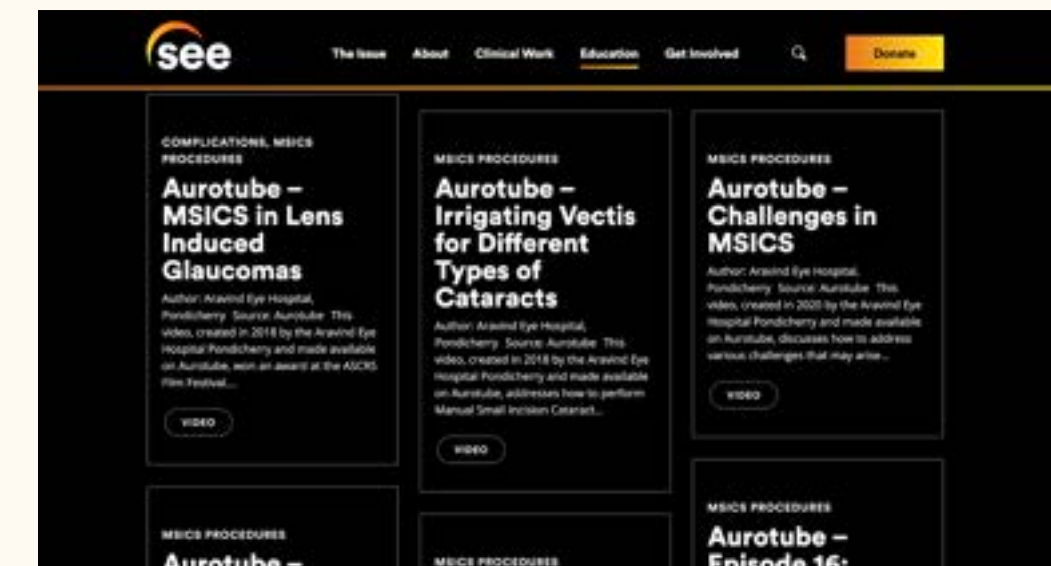 see
The Issue About Clinical Work Education Get Involved Donate
COMPLICATIONS, MSICS
PROCEDURES
Aurotube –
MSICS in Lens
Induced
Glaucomas
Author: Aravind Eye Hospital,
Pondicherry Source: Aurotube This
video, created in 2018 by the Aravind Eye
Hospital Pondicherry and made available
on Aurotube, won an award at the ASCRS
Film Festival...
VIDEO
MSICS PROCEDURES
Aurotube –
Irrigating Vectis
for Different
Types of
Cataracts
Author: Aravind Eye Hospital,
Pondicherry Source: Aurotube This
video, created in 2018 by the Aravind Eye
Hospital Pondicherry and made available
on Aurotube, addresses how to perform
Manual Small Incision Cataract...
VIDEO
MSICS PROCEDURES
Aurotube –
Challenges in
MSICS
Author: Aravind Eye Hospital,
Pondicherry Source: Aurotube This
video, created in 2020 by the Aravind Eye
Hospital Pondicherry and made available
on Aurotube, discusses how to address
various challenges that may arise...
VIDEO
MSICS PROCEDURES
Aurotube –
MSICS PROCEDURES
MSICS PROCEDURES
Aurotube –
Episode 16: